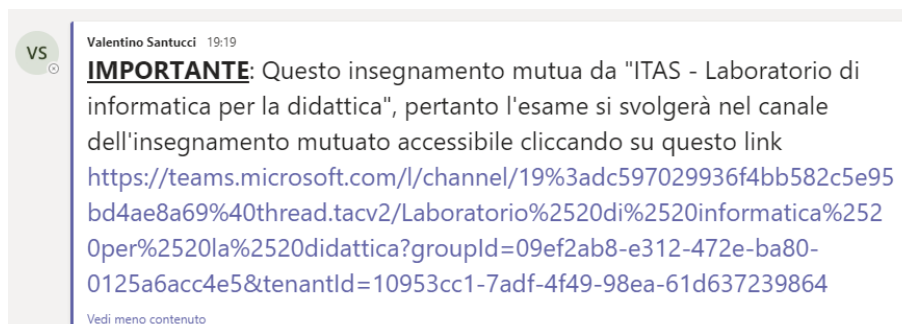 VS
Valentino Santucci 19:19
IMPORTANTE: Questo insegnamento mutua da "ITAS - Laboratorio di
informatica per la didattica", pertanto l'esame si svolgerà nel canale
dell'insegnamento mutuato accessibile cliccando su questo link
https://teams.microsoft.com/l/channel/19%3adc597029936f4bb582c5e95
bd4ae8a69%40thread.tacv2/Laboratorio%2520di%2520informatica%252
0per%2520la%2520didattica?groupId=09ef2ab8-e312-472e-ba80-
0125a6acc4e5&tenantId=10953cc1-7adf-4f49-98ea-61d637239864
Vedi meno contenuto